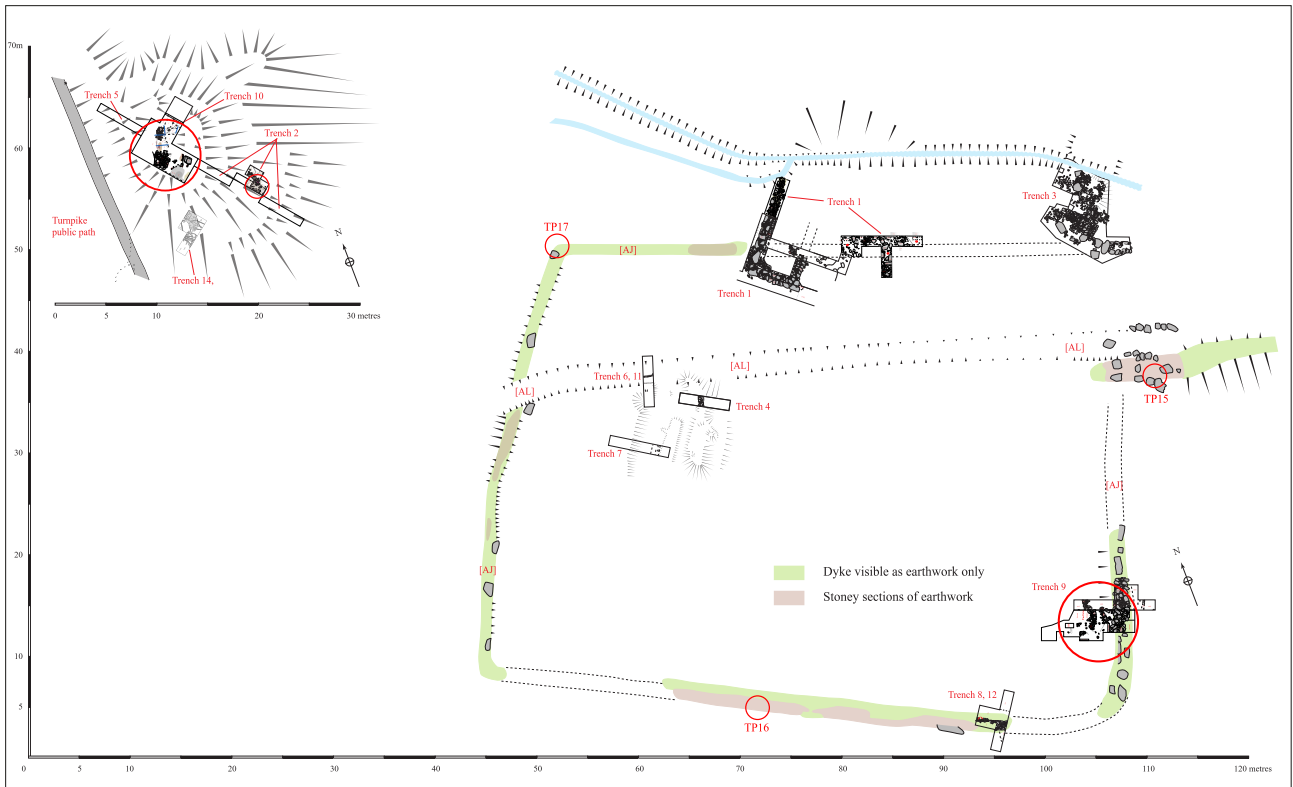 70m
60
50
40
30
20
10
5
0
5
10
20
30
40
50
60
70
80
90
100
110
120 metres
Trench 5
Trench 10
Trench 2
Turnpike
public path
Trench 14,
N
0
5
10
20
30 metres
TP17
[AJ]
Trench 1
Trench 1
Trench 3
[AL]
[AL]
[AL]
Trench 6, 11
Trench 4
Trench 7
TP15
[AJ]
[AJ]
N
Dyke visible as earthwork only
Stoney sections of earthwork
Trench 9
Trench 8, 12
TP16